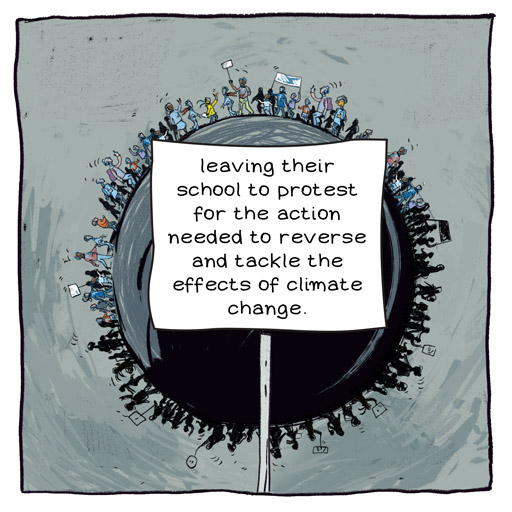 leaving their
school to protest
for the action
needed to reverse
and tackle the
effects of climate
change.